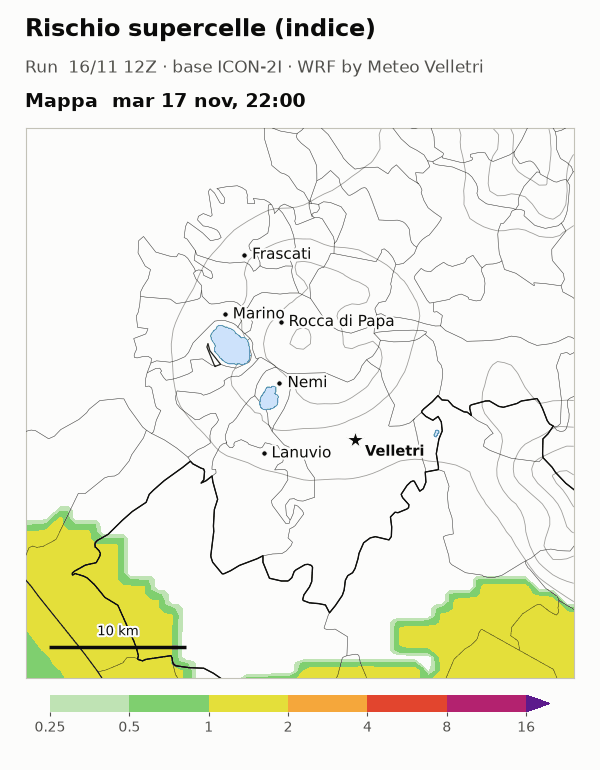 Rischio supercelle (indice)
Run  16/11 12Z · base ICON-2I · WRF by Meteo Velletri
Mappa  mar 17 nov, 22:00
Frascati
Marino
Rocca di Papa
Nemi
Velletri
Lanuvio
10 km
0.25 0.5 1 2 4 8 16